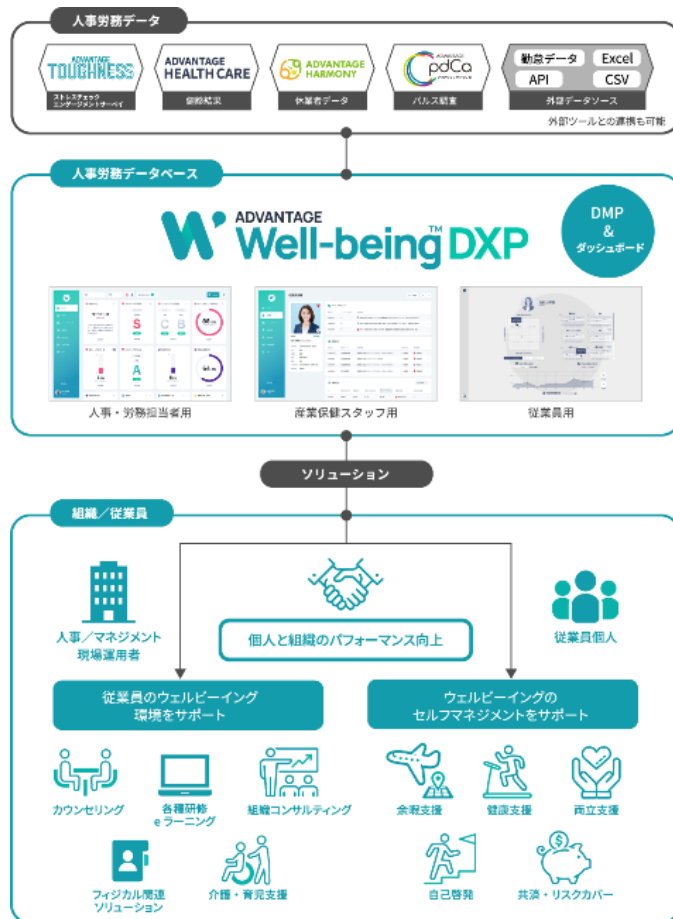 人事労務データ
ADVANTAGE
TOUGHNESS
ストレスチェック
エンゲージメントサーベイ
ADVANTAGE
HEALTH CARE
健診結果
ADVANTAGE
HARMONY
休業者データ
ADVANTAGE
pdCa
パルス調査
勤怠データ
Excel
API
CSV
外部データソース
外部ツールとの連携も可能
人事労務データベース
ADVANTAGE
Well-being™ DXP
DMP
&
ダッシュボード
S
C
B
A
人事・労務担当者用
産業保健スタッフ用
従業員用
ソリューション
組織／従業員
人事／マネジメント
現場運用者
個人と組織のパフォーマンス向上
従業員個人
従業員のウェルビーイング
環境をサポート
ウェルビーイングの
セルフマネジメントをサポート
カウンセリング
各種研修
eラーニング
組織コンサルティング
余暇支援
健康支援
両立支援
フィジカル関連
ソリューション
介護・育児支援
自己啓発
共済・リスクカバー